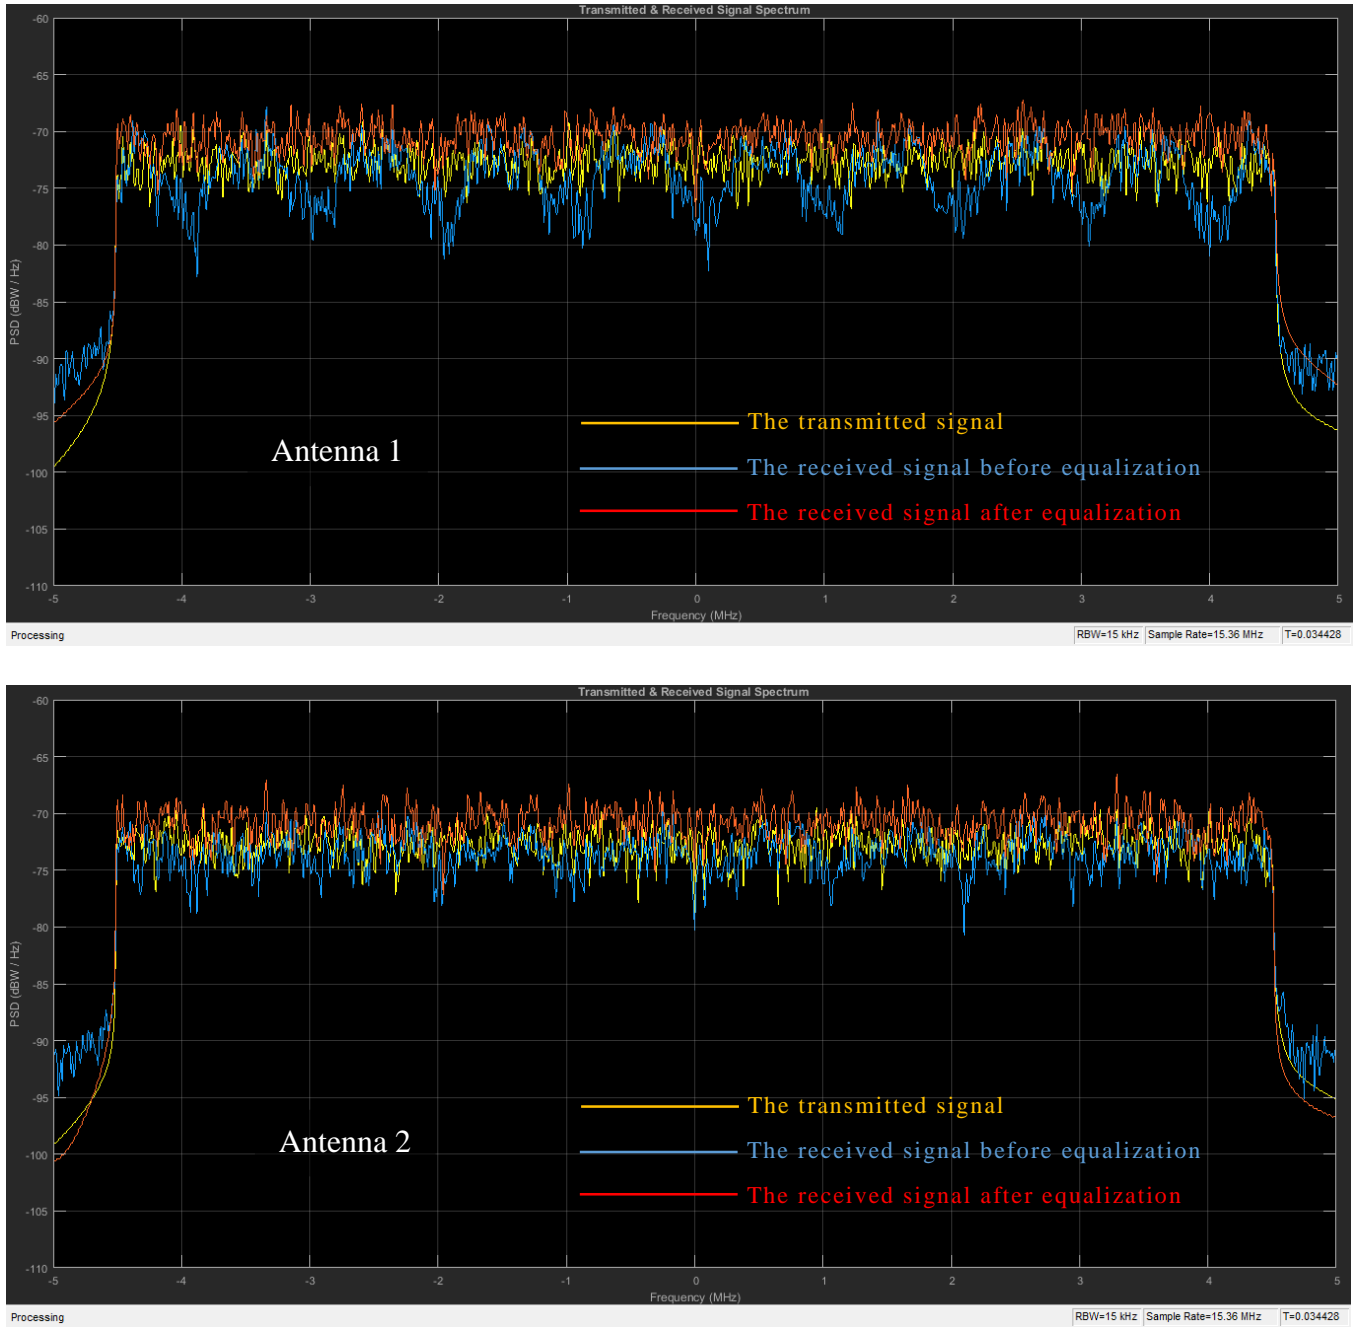 Transmitted & Received Signal Spectrum
-60
-65
-70
-75
-80
-85
-90
-95
-100
-105
-110
PSD (dBW / Hz)
Antenna 1
The transmitted signal
The received signal before equalization
The received signal after equalization
-5 -4 -3 -2 -1 0 1 2 3 4 5
Frequency (MHz)
Processing RBW=15 kHz Sample Rate=15.36 MHz T=0.034428
Transmitted & Received Signal Spectrum
-60
-65
-70
-75
-80
-85
-90
-95
-100
-105
-110
PSD (dBW / Hz)
Antenna 2
The transmitted signal
The received signal before equalization
The received signal after equalization
-5 -4 -3 -2 -1 0 1 2 3 4 5
Frequency (MHz)
Processing RBW=15 kHz Sample Rate=15.36 MHz T=0.034428